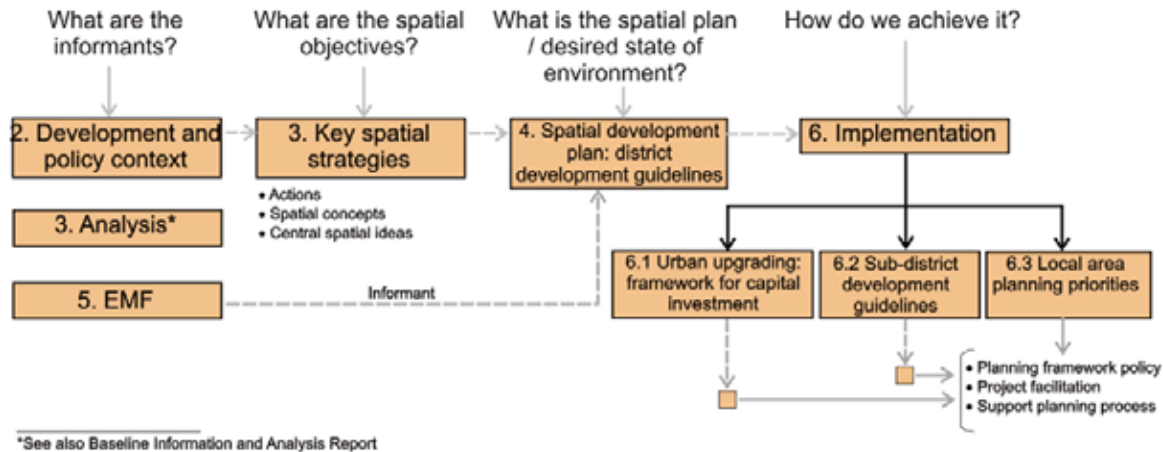 What are the
informants?
What are the spatial
objectives?
What is the spatial plan
/ desired state of
environment?
How do we achieve it?
2. Development and
policy context
3. Key spatial
strategies
4. Spatial development
plan: district
development guidelines
6. Implementation
• Actions
• Spatial concepts
• Central spatial ideas
3. Analysis*
5. EMF
Informant
6.1 Urban upgrading:
framework for capital
investment
6.2 Sub-district
development
guidelines
6.3 Local area
planning priorities
• Planning framework policy
• Project facilitation
• Support planning process
*See also Baseline Information and Analysis Report